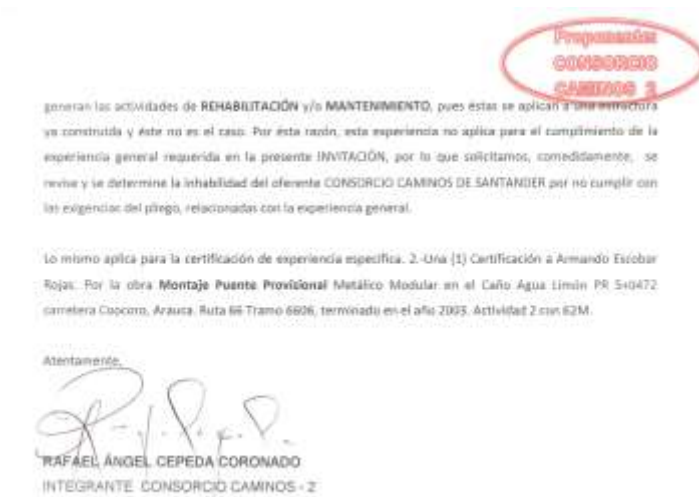 Proponentes
CONSORCIO
CAMINOS 2
generan las actividades de REHABILITACIÓN y/o MANTENIMIENTO, pues éstas se aplican a una estructura
ya construida y éste no es el caso. Por ésta razón, esta experiencia no aplica para el cumplimiento de la
experiencia general requerida en la presente INVITACIÓN, por lo que solicitamos, comedidamente, se
revise y se determine la inhabilidad del oferente CONSORCIO CAMINOS DE SANTANDER por no cumplir con
las exigencias del pliego, relacionadas con la experiencia general.
Lo mismo aplica para la certificación de experiencia específica. 2.-Una (1) Certificación a Armando Escobar
Rojas. Por la obra Montaje Puente Provisional Metálico Modular en el Caño Agua Limón PR 5+0472
carretera Arauca. Ruta 66 Tramo 6606, terminado en el año 2003. Actividad 2 con 62M.
Atentamente,
RAFAEL ÁNGEL CEPEDA CORONADO
INTEGRANTE CONSORCIO CAMINOS - 2